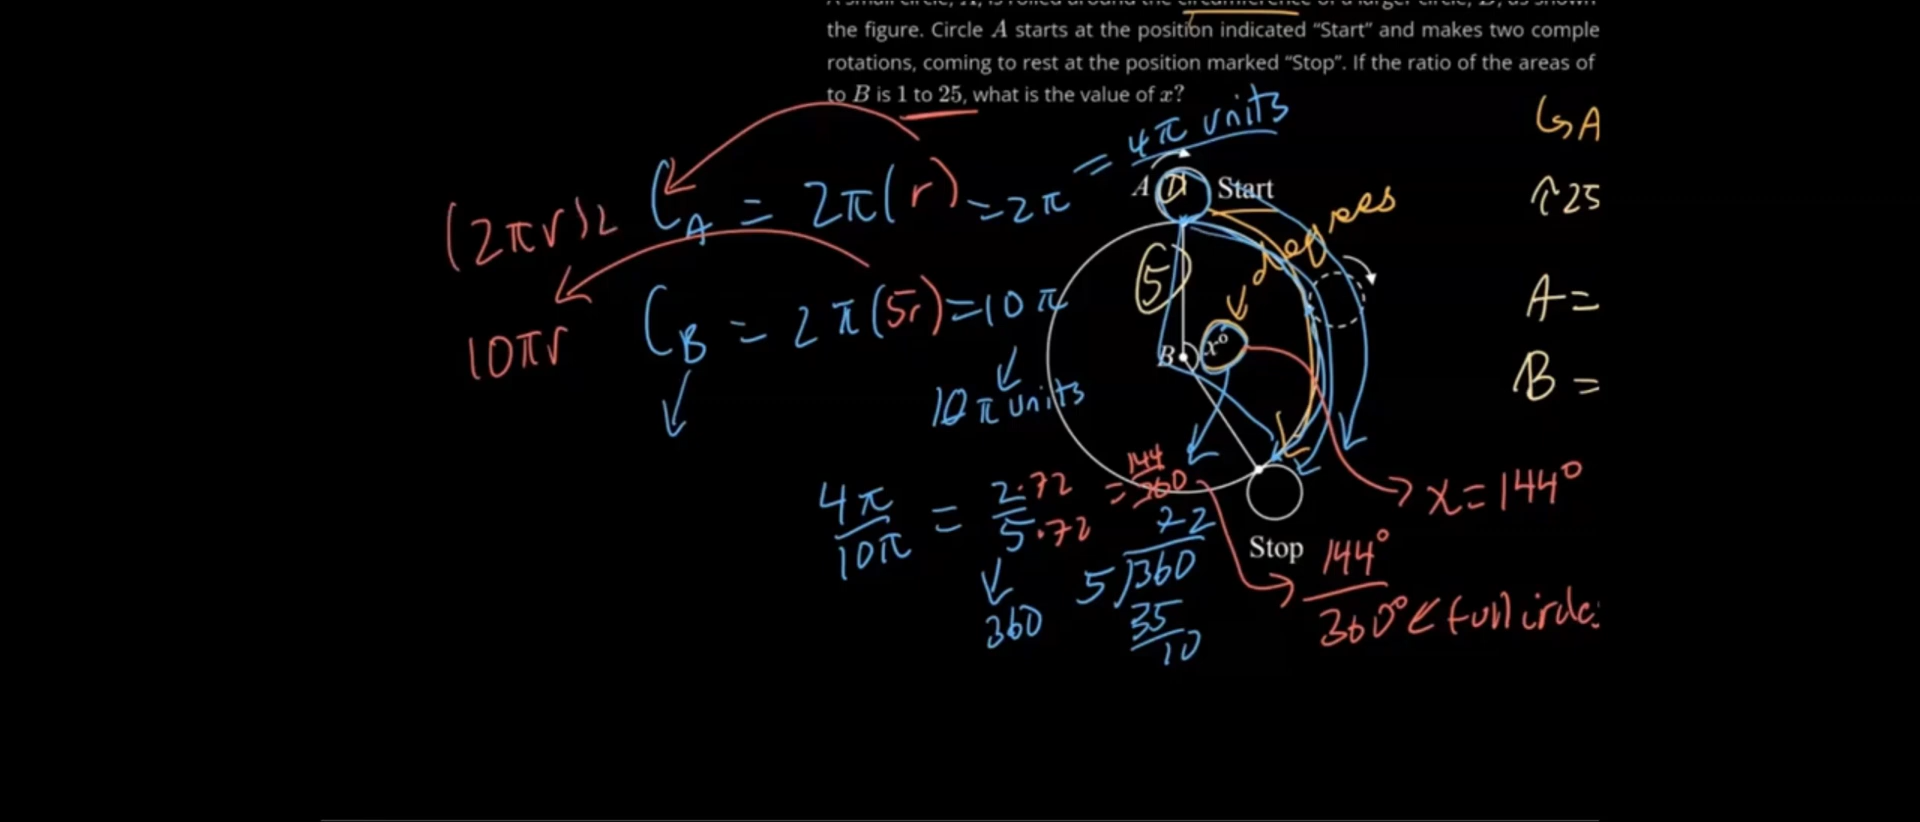 the figure. Circle A starts at the position indicated “Start” and makes two comple
rotations, coming to rest at the position marked “Stop”. If the ratio of the areas of
to B is 1 to 25, what is the value of x?
4π units
C_A = 2π(r) = 2π =
(2πr)2
A
Start
degrees
5
C_B = 2π(5r) = 10π
10πr
10π units
B
x°
4π/10π = 2·72/5·72 = 144/360
360
72
5)360
35
10
Stop
x = 144°
144°/360° < full circle
A
25
A =
B =